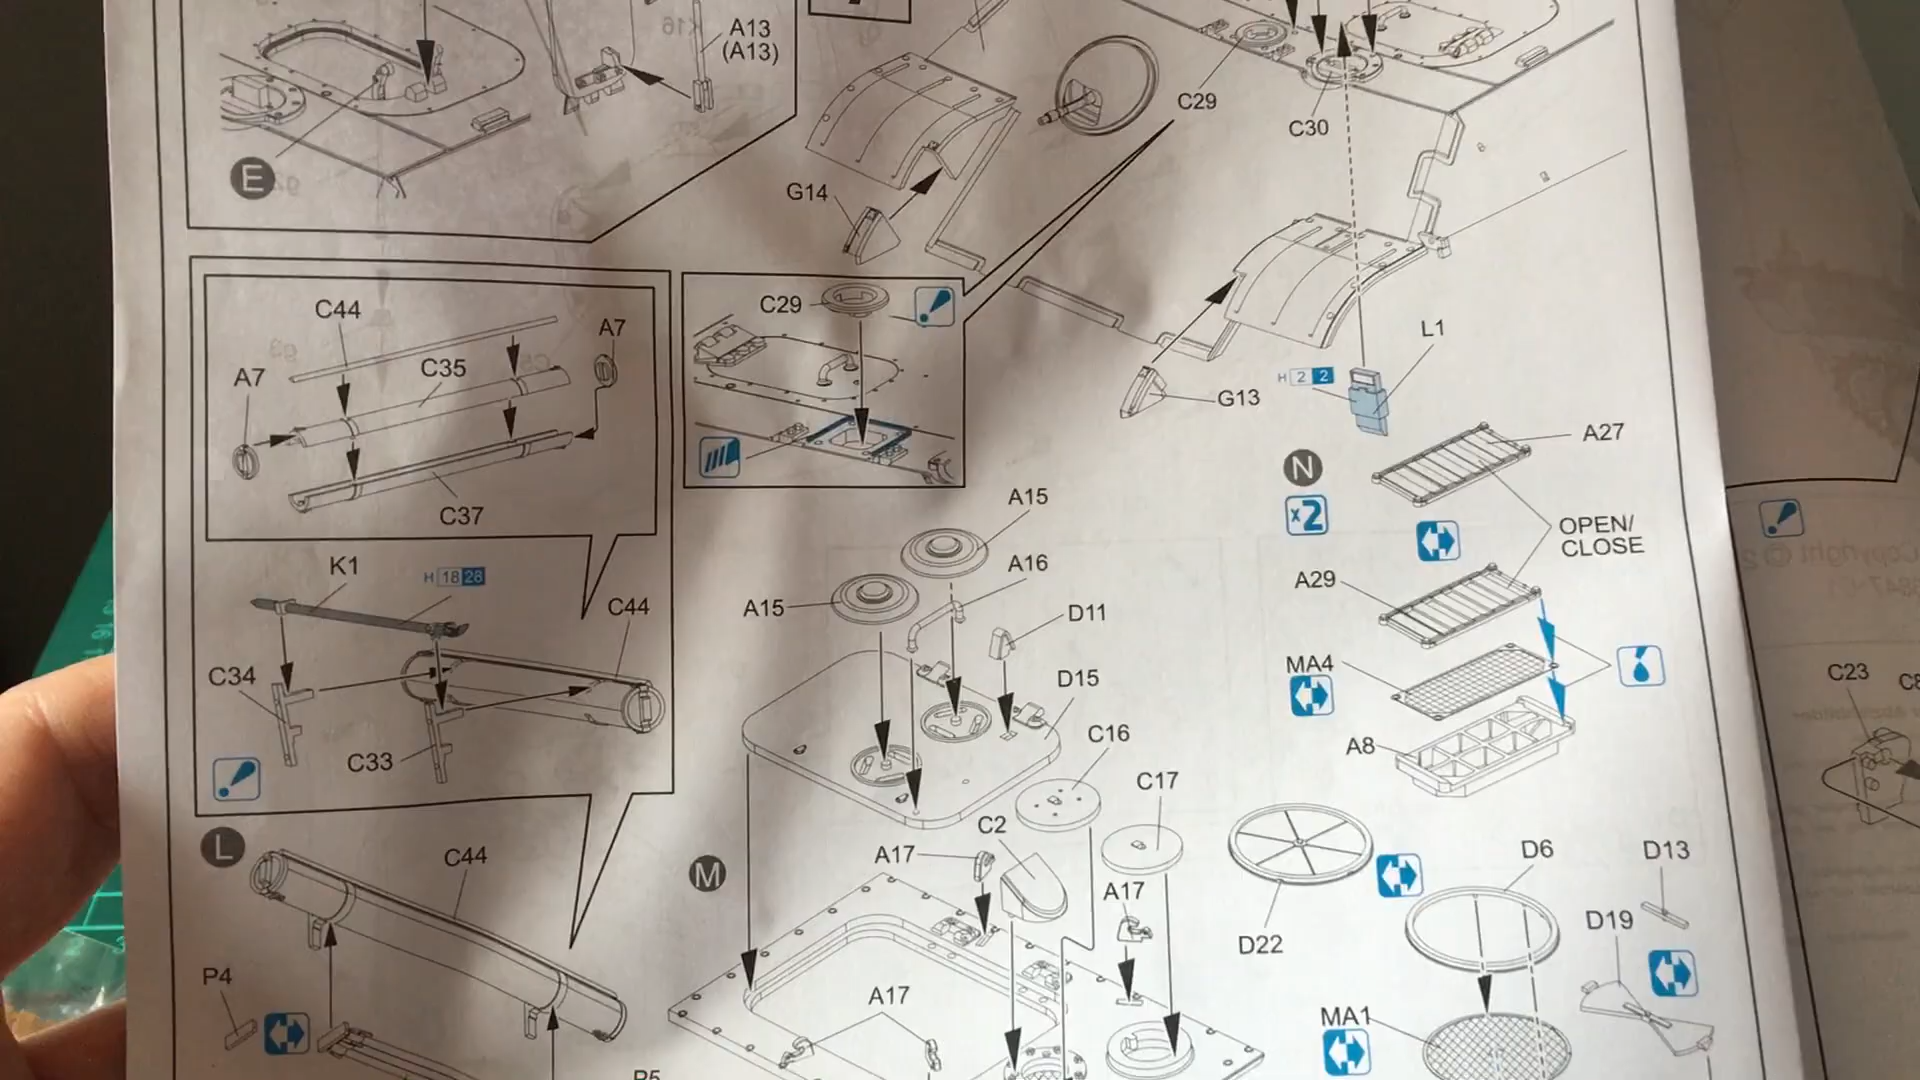 A13
(A13)
E
C29
C30
G14
C29
L1
H 2 2
G13
C44
A7
A7
C35
C37
N
A27
x2
OPEN/
CLOSE
A15
A16
A29
K1
H 18 28
A15
D11
C44
MA4
C34
D15
C16
A8
C23
C33
C17
L
C44
M
C2
A17
A17
D22
D6
D13
D19
P4
A17
MA1
P5